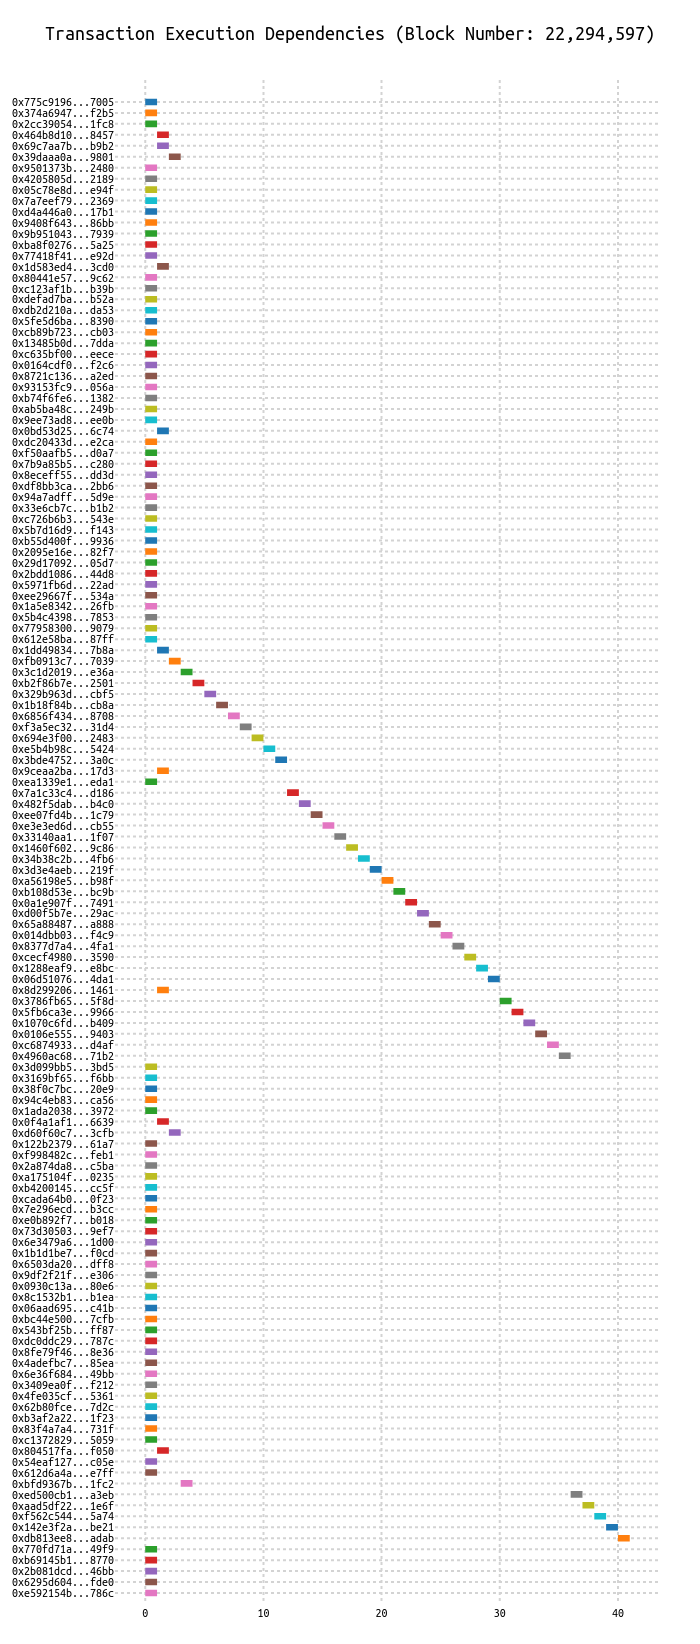 Transaction Execution Dependencies (Block Number: 22,294,597)
0x775c9196...7005
0x374a6947...f2b5
0x2cc39054...1fc8
0x464b8d10...8457
0x69c7aa7b...b9b2
0x39daaa0a...9801
0x9501373b...2480
0x4205805d...2189
0x05c78e8d...e94f
0x7a7eef79...2369
0xd4a446a0...17b1
0x9408f643...86bb
0x9b951043...7939
0xba8f0276...5a25
0x77418f41...e92d
0x1d583ed4...3cd0
0x80441e57...9c62
0xc123af1b...b39b
0xdefad7ba...b52a
0xdb2d210a...da53
0x5fe5d6ba...8390
0xcb89b723...cb03
0x13485b0d...7dda
0xc635bf00...eece
0x0164cdf0...f2c6
0x8721c136...a2ed
0x93153fc9...056a
0xb74f6fe6...1382
0xab5ba48c...249b
0x9ee73ad8...ee0b
0x0bd53d25...6c74
0xdc20433d...e2ca
0xf50aafb5...d0a7
0x7b9a85b5...c280
0x8eceff55...dd3d
0xdf8bb3ca...2bb6
0x94a7adff...5d9e
0x33e6cb7c...b1b2
0xc726b6b3...543e
0x5b7d16d9...f143
0xb55d400f...9936
0x2095e16e...82f7
0x29d17092...05d7
0x2bdd1086...44d8
0x5971fb6d...22ad
0xee29667f...534a
0x1a5e8342...26fb
0x5b4c4398...7853
0x77958300...9079
0x612e58ba...87ff
0x1dd49834...7b8a
0xfb0913c7...7039
0x3c1d2019...e36a
0xb2f86b7e...2501
0x329b963d...cbf5
0x1b18f84b...cb8a
0x6856f434...8708
0xf3a5ec32...31d4
0x694e3f00...2483
0xe5b4b98c...5424
0x3bde4752...3a0c
0x9ceaa2ba...17d3
0xea1339e1...eda1
0x7a1c33c4...d186
0x482f5dab...b4c0
0xee07fd4b...1c79
0xe3e3ed6d...cb55
0x33140aa1...1f07
0x1460f602...9c86
0x34b38c2b...4fb6
0x3d3e4aeb...219f
0xa56198e5...b98f
0xb108d53e...bc9b
0x0a1e907f...7491
0xd00f5b7e...29ac
0x65a88487...a888
0x014dbb03...f4c9
0x8377d7a4...4fa1
0xcecf4980...3590
0x1288eaf9...e8bc
0x06d51076...4da1
0x8d299206...1461
0x3786fb65...5f8d
0x5fb6ca3e...9966
0x1070c6fd...b409
0x0106e555...9403
0xc6874933...d4af
0x4960ac68...71b2
0x3d099bb5...3bd5
0x3169bf65...f6bb
0x38f0c7bc...20e9
0x94c4eb83...ca56
0x1ada2038...3972
0x0f4a1af1...6639
0xd60f60c7...3cfb
0x122b2379...61a7
0xf998482c...feb1
0x2a874da8...c5ba
0xa175104f...0235
0xb4200145...cc5f
0xcada64b0...0f23
0x7e296ecd...b3cc
0xe0b892f7...b018
0x73d30503...9ef7
0x6e3479a6...1d00
0x1b1d1be7...f0cd
0x6503da20...dff8
0x9df2f21f...e306
0x0930c13a...80e6
0x8c1532b1...b1ea
0x06aad695...c41b
0xbc44e500...7cfb
0x543bf25b...ff87
0xdc0ddc29...787c
0x8fe79f46...8e36
0x4adefbc7...85ea
0x6e36f684...49bb
0x3409ea0f...f212
0x4fe035cf...5361
0x62b80fce...7d2c
0xb3af2a22...1f23
0x83f4a7a4...731f
0xc1372829...5059
0x804517fa...f050
0x54eaf127...c05e
0x612d6a4a...e7ff
0xbfd9367b...1fc2
0xed500cb1...a3eb
0xaad5df22...1e6f
0xf562c544...5a74
0x142e3f2a...be21
0xdb813ee8...adab
0x770fd71a...49f9
0xb69145b1...8770
0x2b081dcd...46bb
0x6295d604...fde0
0xe592154b...786c
0 10 20 30 40